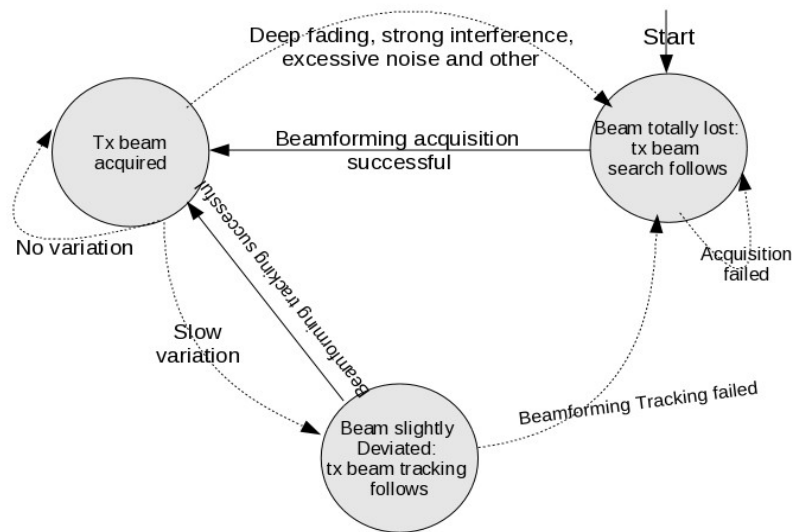 Deep fading, strong interference,
excessive noise and other
Start
Tx beam
acquired
Beamforming acquisition
successful
Beam totally lost:
tx beam
search follows
No variation
Acquisition
failed
Beamforming tracking successful
Slow
variation
Beamforming Tracking failed
Beam slightly
Deviated:
tx beam tracking
follows